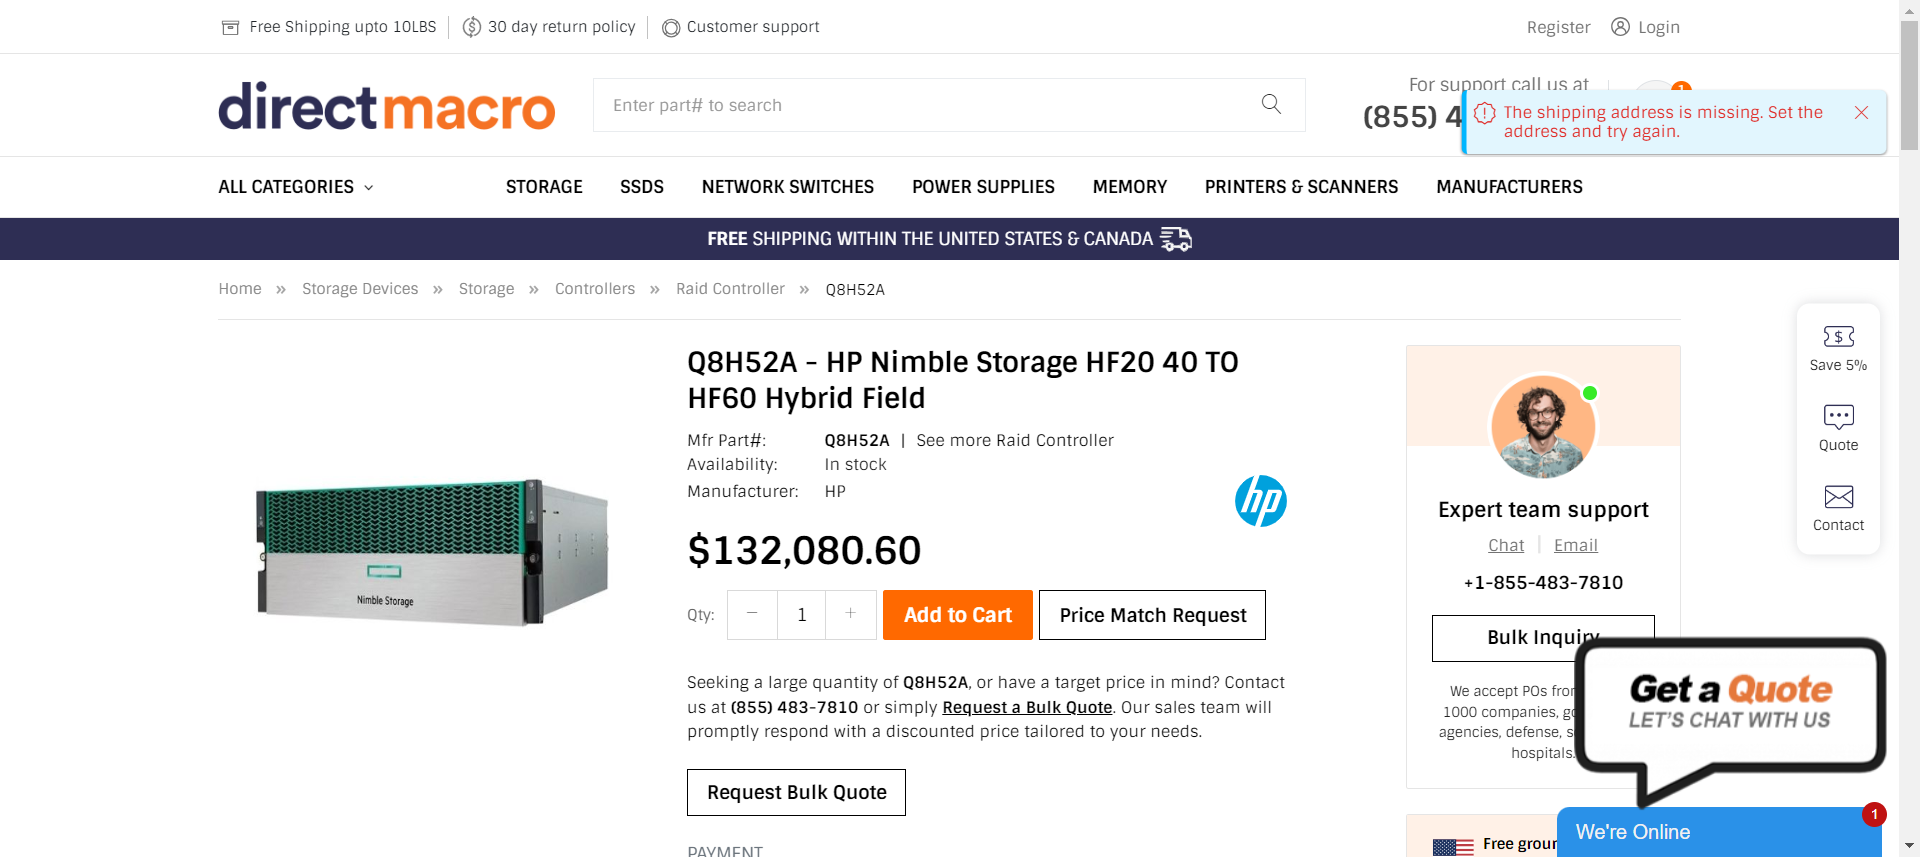 Free Shipping upto 10LBS
30 day return policy
Customer support
Register
Login
directmacro
Enter part# to search
For support call us at
(855) 4
1
The shipping address is missing. Set the
address and try again.
ALL CATEGORIES
STORAGE
SSDS
NETWORK SWITCHES
POWER SUPPLIES
MEMORY
PRINTERS & SCANNERS
MANUFACTURERS
FREE SHIPPING WITHIN THE UNITED STATES & CANADA
Home » Storage Devices » Storage » Controllers » Raid Controller » Q8H52A
Q8H52A - HP Nimble Storage HF20 40 TO
HF60 Hybrid Field
Mfr Part#: Q8H52A | See more Raid Controller
Availability: In stock
Manufacturer: HP
hp
$132,080.60
Qty: − 1 +
Add to Cart
Price Match Request
Seeking a large quantity of Q8H52A, or have a target price in mind? Contact
us at (855) 483-7810 or simply Request a Bulk Quote. Our sales team will
promptly respond with a discounted price tailored to your needs.
Request Bulk Quote
PAYMENT
Nimble Storage
Expert team support
Chat | Email
+1-855-483-7810
Bulk Inquiry
We accept POs from
1000 companies, go
agencies, defense, s
hospitals.
Free groun
Save 5%
Quote
Contact
Get a Quote
LET'S CHAT WITH US
We're Online
1